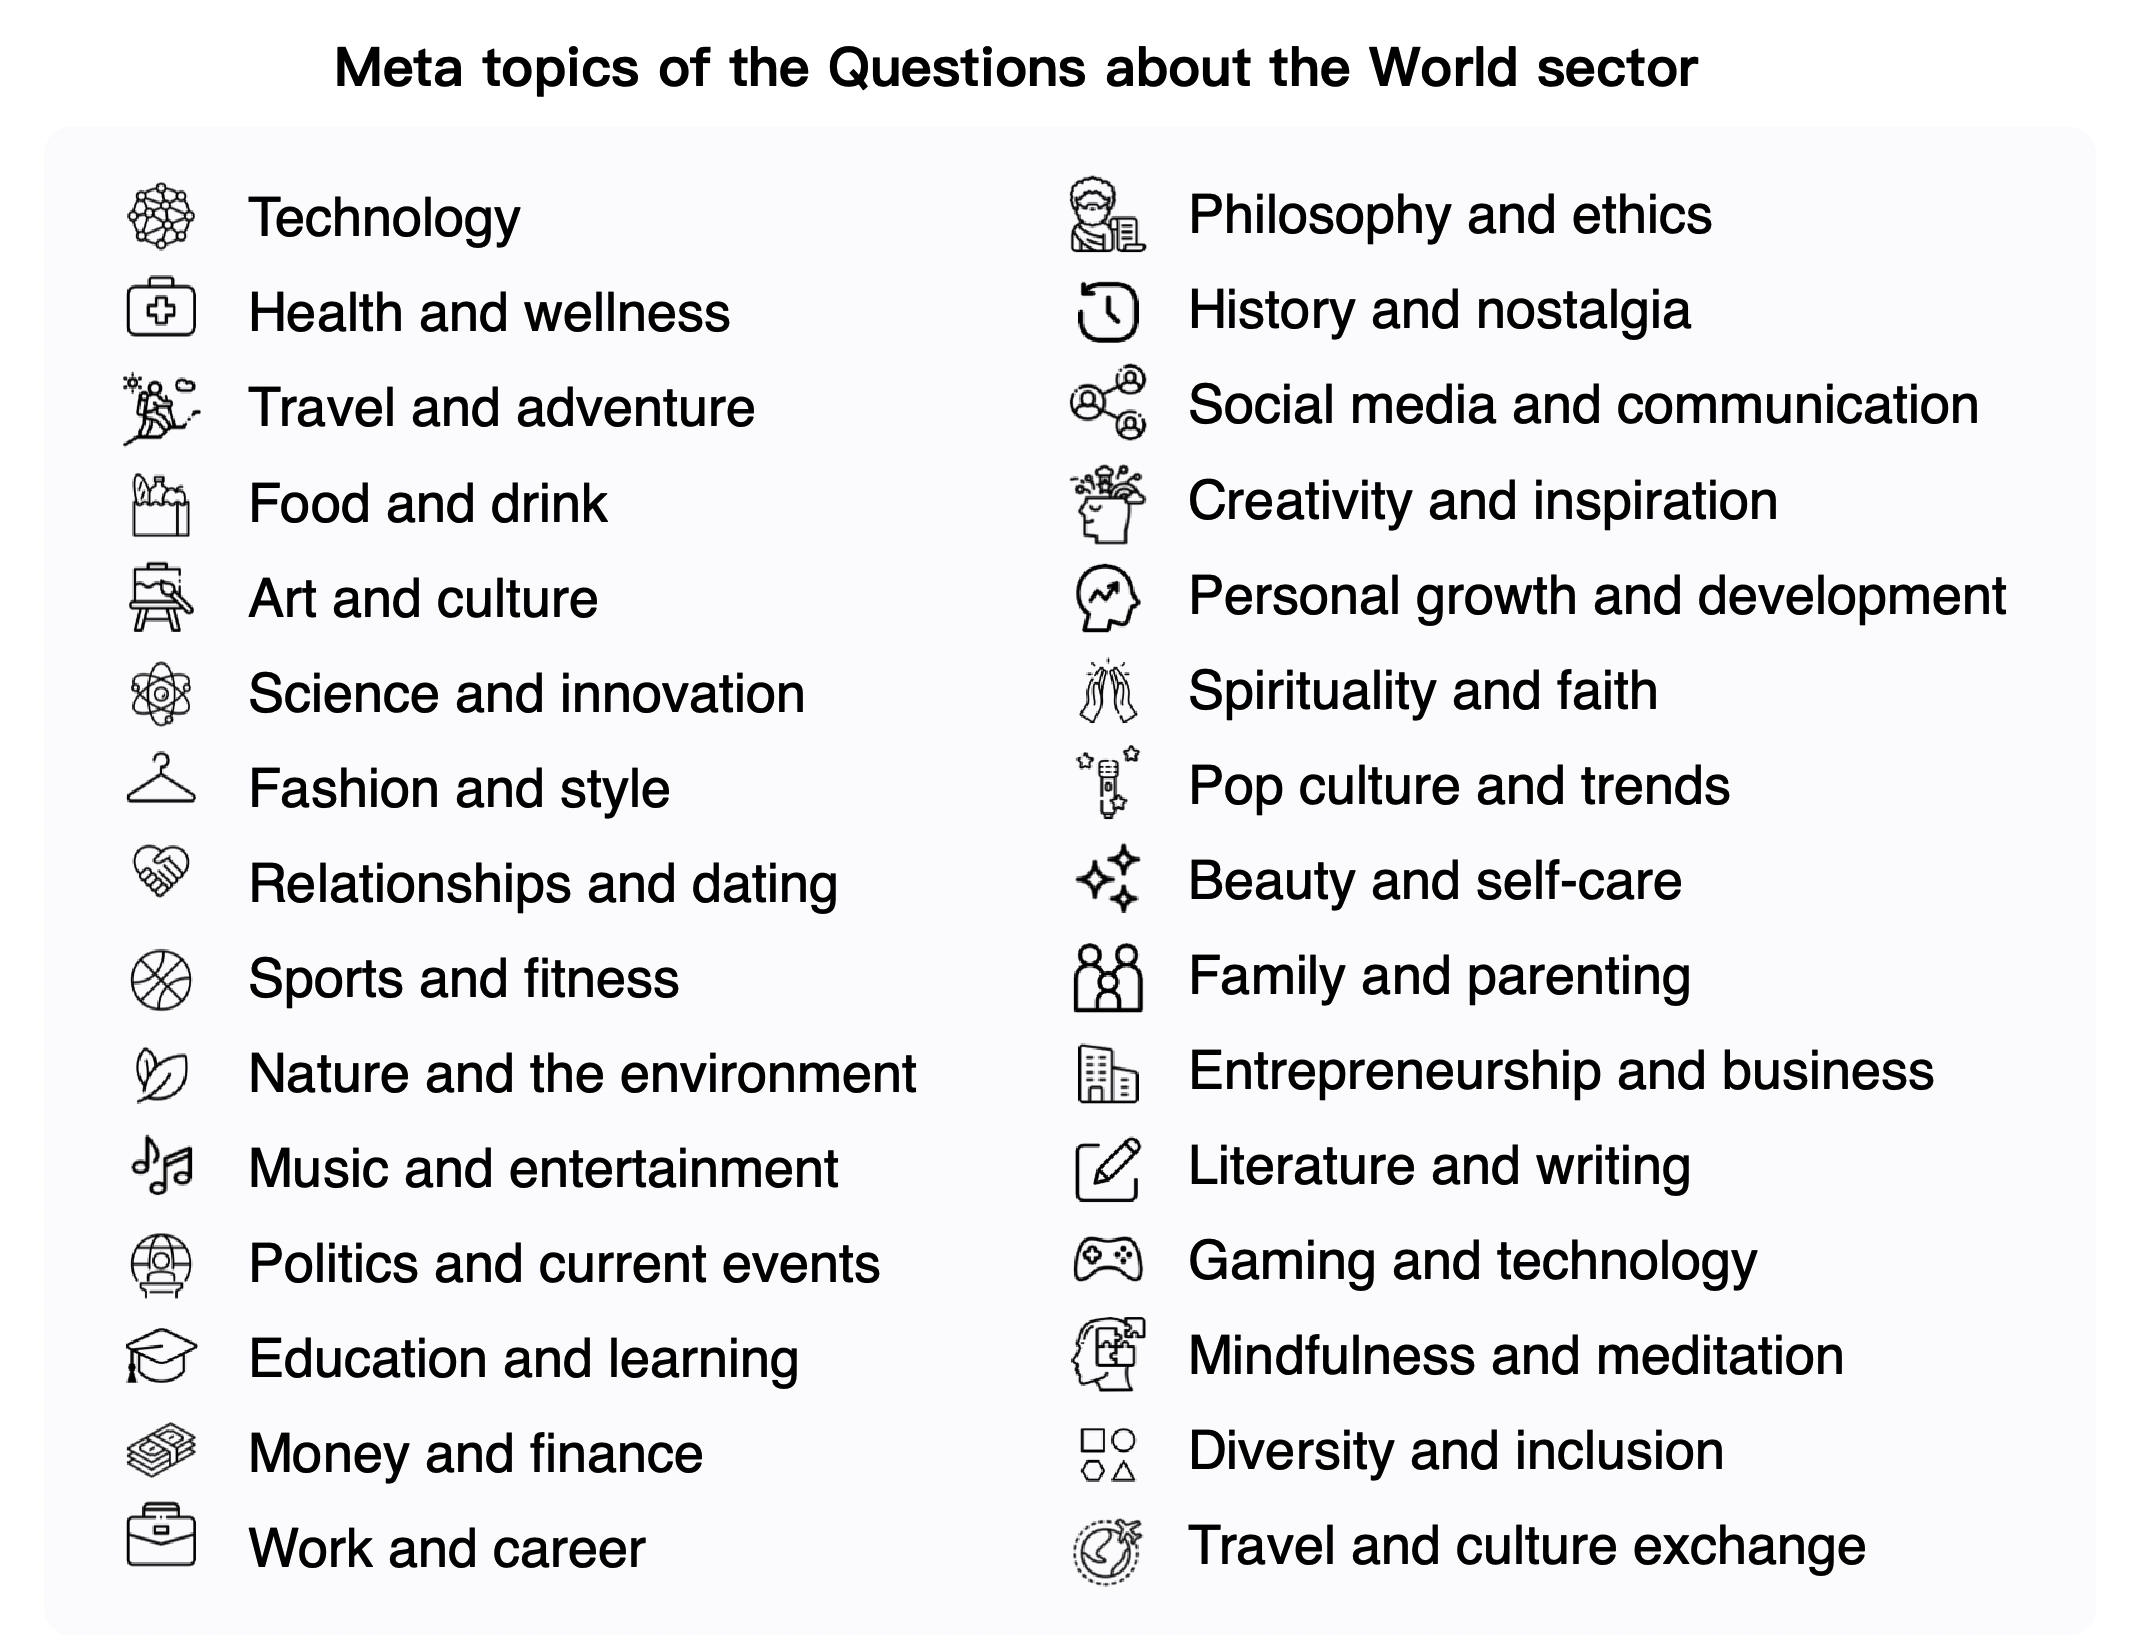 Meta topics of the Questions about the World sector
Technology
Health and wellness
Travel and adventure
Food and drink
Art and culture
Science and innovation
Fashion and style
Relationships and dating
Sports and fitness
Nature and the environment
Music and entertainment
Politics and current events
Education and learning
Money and finance
Work and career
Philosophy and ethics
History and nostalgia
Social media and communication
Creativity and inspiration
Personal growth and development
Spirituality and faith
Pop culture and trends
Beauty and self-care
Family and parenting
Entrepreneurship and business
Literature and writing
Gaming and technology
Mindfulness and meditation
Diversity and inclusion
Travel and culture exchange